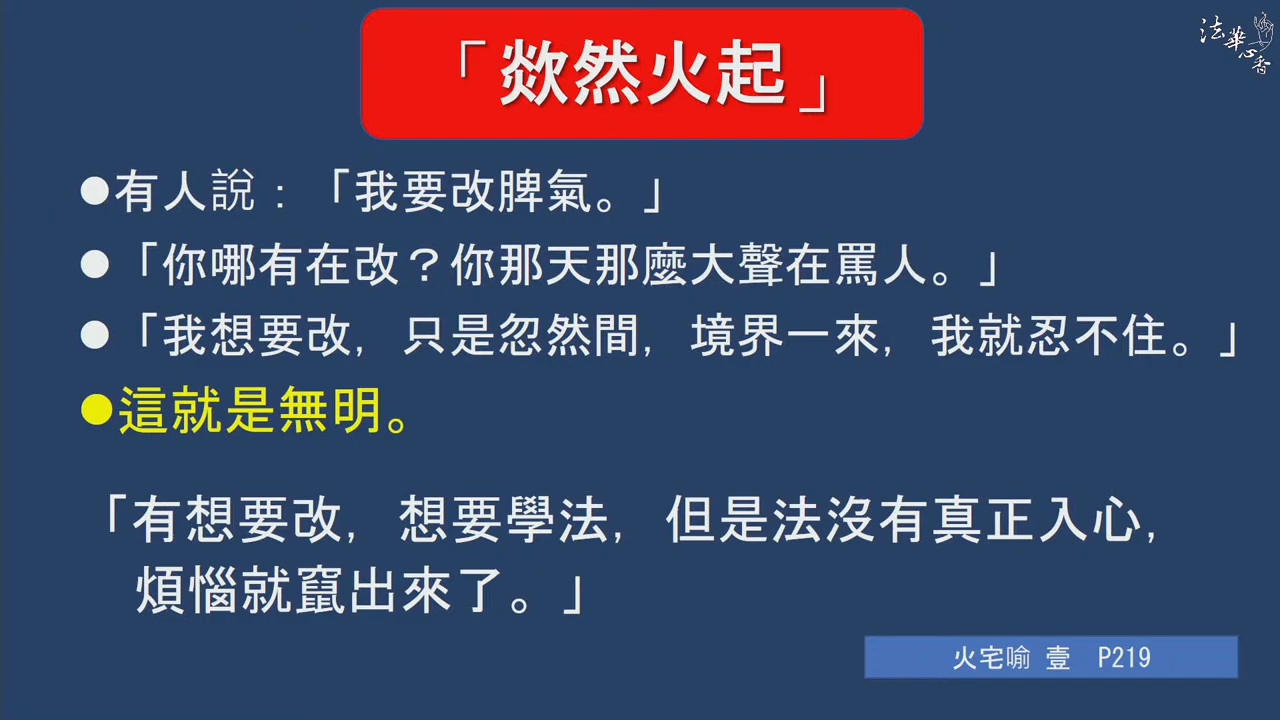 「欻然火起」
法華心香
●有人說：「我要改脾氣。」
●「你哪有在改？你那天那麼大聲在罵人。」
●「我想要改，只是忽然間，境界一來，我就忍不住。」
●這就是無明。
「有想要改，想要學法，但是法沒有真正入心，
煩惱就竄出來了。」
火宅喻 壹 P219